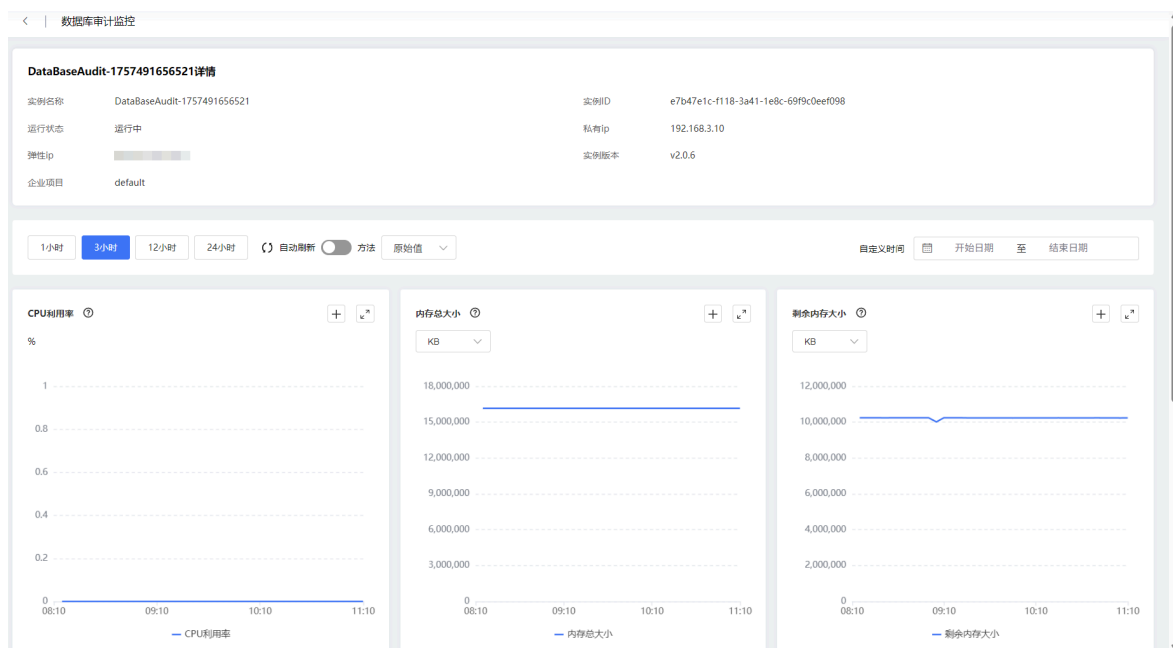 数据库审计监控
DataBaseAudit-1757491656521详情
实例名称 DataBaseAudit-1757491656521 实例ID e7b47e1c-f118-3a41-1e8c-69f9c0eef098
运行状态 运行中 私有ip 192.168.3.10
弹性ip 实例版本 v2.0.6
企业项目 default
1小时 3小时 12小时 24小时 自动刷新 方法 原始值 自定义时间 开始日期 至 结束日期
CPU利用率
%
1
0.8
0.6
0.4
0.2
0
08:10 09:10 10:10 11:10
CPU利用率
内存总大小
KB
18,000,000
15,000,000
12,000,000
9,000,000
6,000,000
3,000,000
0
08:10 09:10 10:10 11:10
内存总大小
剩余内存大小
KB
12,000,000
10,000,000
8,000,000
6,000,000
4,000,000
2,000,000
0
08:10 09:10 10:10 11:10
剩余内存大小